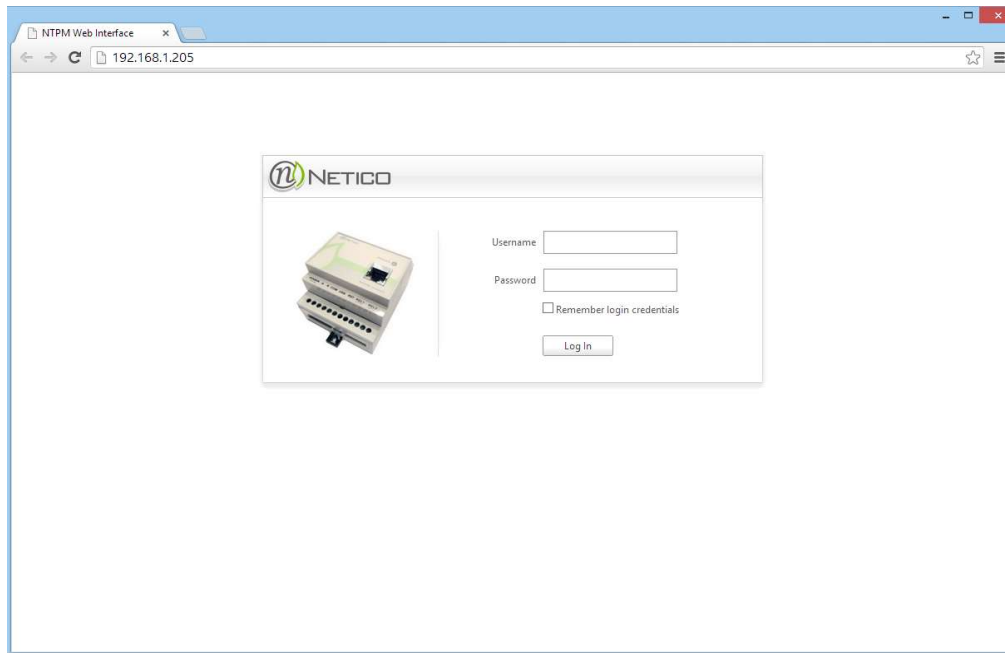 NTPM Web Interface
192.168.1.205
NETICO
Username
Password
Remember login credentials
Log In